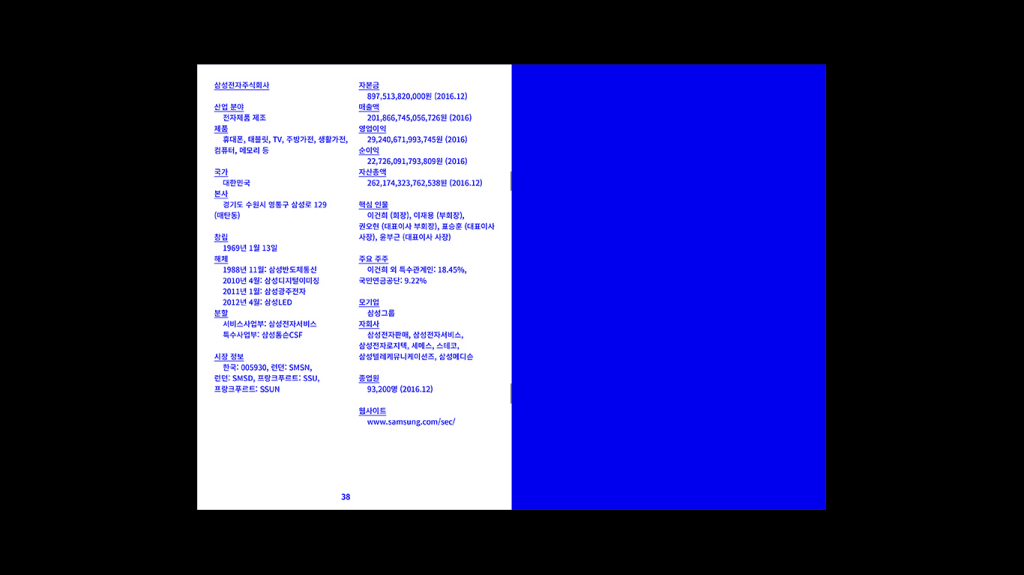 삼성전자주식회사
산업 분야
전자제품 제조
제품
휴대폰, 태블릿, TV, 주방가전, 생활가전,
컴퓨터, 메모리 등
국가
대한민국
본사
경기도 수원시 영통구 삼성로 129
(매탄동)
창립
1969년 1월 13일
해체
1988년 11월: 삼성반도체통신
2010년 4월: 삼성디지털이미징
2011년 1월: 삼성광주전자
2012년 4월: 삼성LED
분할
서비스사업부: 삼성전자서비스
특수사업부: 삼성톰슨CSF
시장 정보
한국: 005930, 런던: SMSN,
런던: SMSD, 프랑크푸르트: SSU,
프랑크푸르트: SSUN
자본금
897,513,820,000원 (2016.12)
매출액
201,866,745,056,726원 (2016)
영업이익
29,240,671,993,745원 (2016)
순이익
22,726,091,793,809원 (2016)
자산총액
262,174,323,762,538원 (2016.12)
핵심 인물
이건희 (회장), 이재용 (부회장),
권오현 (대표이사 부회장), 표승훈 (대표이사
사장), 윤부근 (대표이사 사장)
주요 주주
이건희 외 특수관계인: 18.45%,
국민연금공단: 9.22%
모기업
삼성그룹
자회사
삼성전자판매, 삼성전자서비스,
삼성전자로지텍, 세메스, 스테코,
삼성텔레케뮤니케이션즈, 삼성메디슨
종업원
93,200명 (2016.12)
웹사이트
www.samsung.com/sec/
38